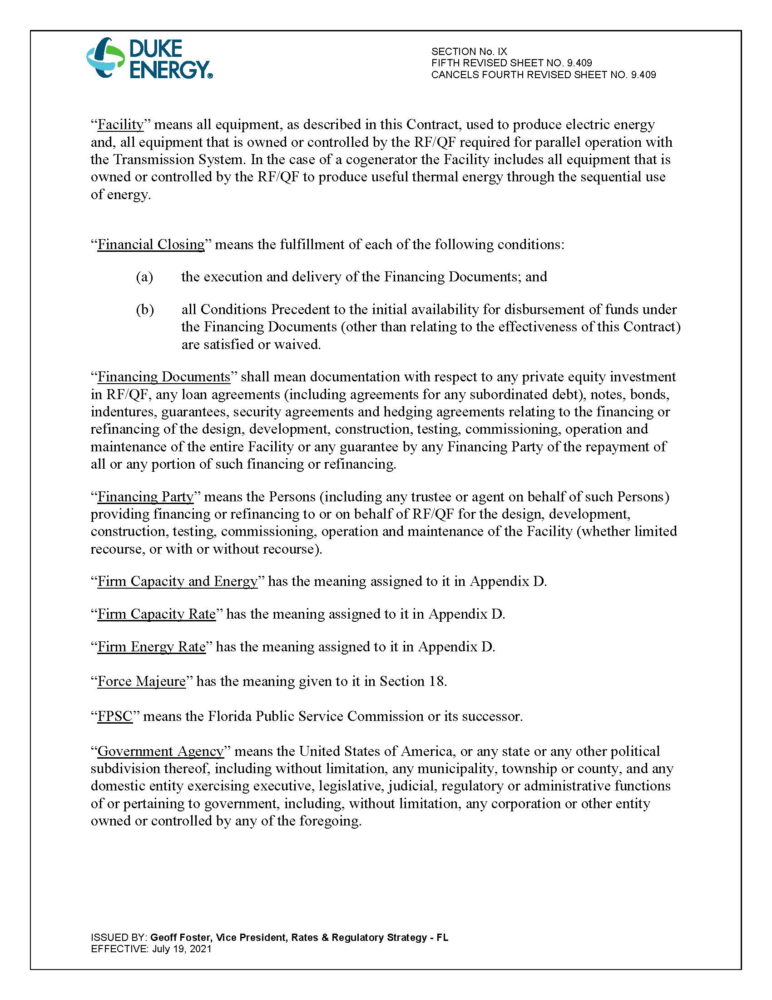 DUKE
ENERGY®
SECTION No. IX
FIFTH REVISED SHEET NO. 9.409
CANCELS FOURTH REVISED SHEET NO. 9.409
“Facility” means all equipment, as described in this Contract, used to produce electric energy
and, all equipment that is owned or controlled by the RF/QF required for parallel operation with
the Transmission System. In the case of a cogenerator the Facility includes all equipment that is
owned or controlled by the RF/QF to produce useful thermal energy through the sequential use
of energy.
“Financial Closing” means the fulfillment of each of the following conditions:
(a) the execution and delivery of the Financing Documents; and
(b) all Conditions Precedent to the initial availability for disbursement of funds under
the Financing Documents (other than relating to the effectiveness of this Contract)
are satisfied or waived.
“Financing Documents” shall mean documentation with respect to any private equity investment
in RF/QF, any loan agreements (including agreements for any subordinated debt), notes, bonds,
indentures, guarantees, security agreements and hedging agreements relating to the financing or
refinancing of the design, development, construction, testing, commissioning, operation and
maintenance of the entire Facility or any guarantee by any Financing Party of the repayment of
all or any portion of such financing or refinancing.
“Financing Party” means the Persons (including any trustee or agent on behalf of such Persons)
providing financing or refinancing to or on behalf of RF/QF for the design, development,
construction, testing, commissioning, operation and maintenance of the Facility (whether limited
recourse, or with or without recourse).
“Firm Capacity and Energy” has the meaning assigned to it in Appendix D.
“Firm Capacity Rate” has the meaning assigned to it in Appendix D.
“Firm Energy Rate” has the meaning assigned to it in Appendix D.
“Force Majeure” has the meaning given to it in Section 18.
“FPSC” means the Florida Public Service Commission or its successor.
“Government Agency” means the United States of America, or any state or any other political
subdivision thereof, including without limitation, any municipality, township or county, and any
domestic entity exercising executive, legislative, judicial, regulatory or administrative functions
of or pertaining to government, including, without limitation, any corporation or other entity
owned or controlled by any of the foregoing.
ISSUED BY: Geoff Foster, Vice President, Rates & Regulatory Strategy - FL
EFFECTIVE: July 19, 2021